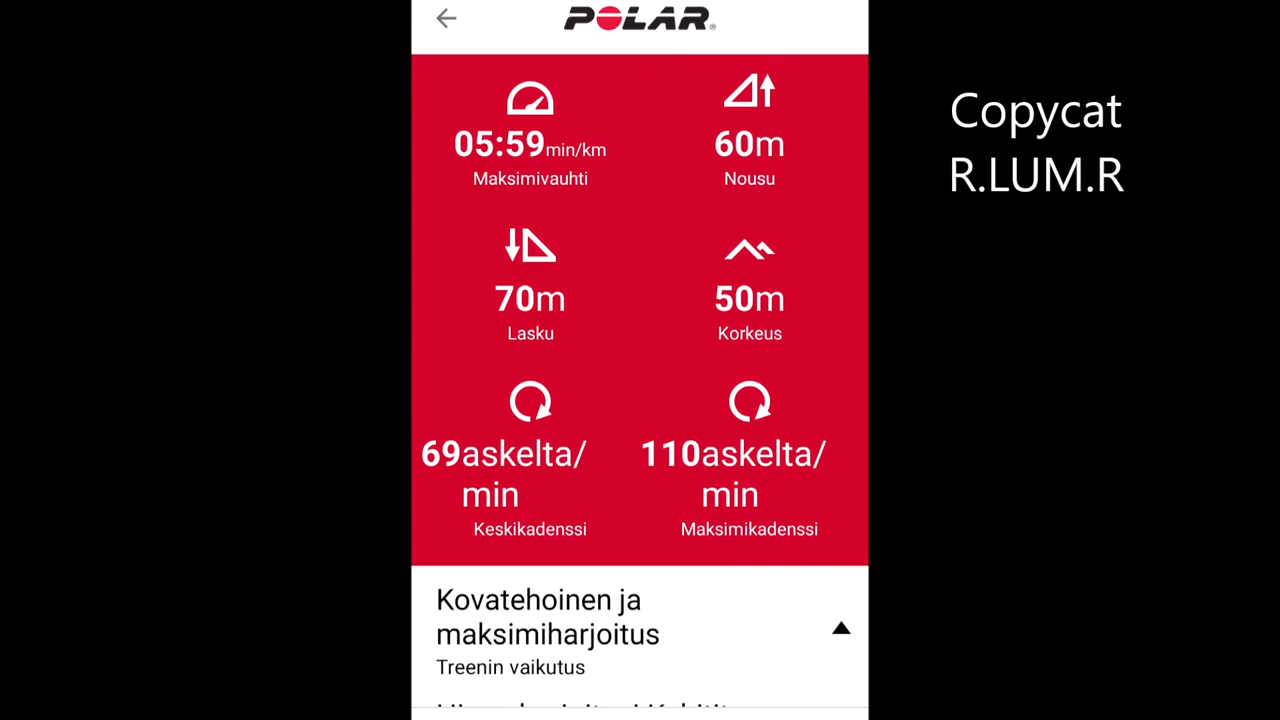 POLAR
Copycat
R.LUM.R
05:59min/km
Maksimivauhti
60m
Nousu
70m
Lasku
50m
Korkeus
69askelta/
min
Keskikadenssi
110askelta/
min
Maksimikadenssi
Kovatehoinen ja
maksimiharjoitus
Treenin vaikutus